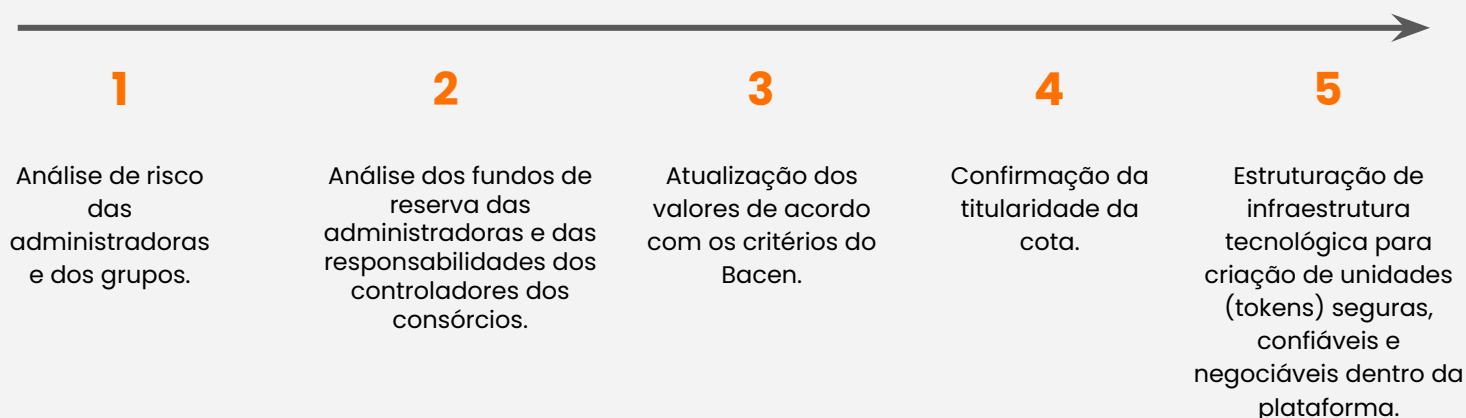 1
Análise de risco
das
administradoras
e dos grupos.
2
Análise dos fundos de
reserva das
administradoras e das
responsabilidades dos
controladores dos
consórcios.
3
Atualização dos
valores de acordo
com os critérios do
Bacen.
4
Confirmação da
titularidade da
cota.
5
Estruturação de
infraestrutura
tecnológica para
criação de unidades
(tokens) seguras,
confiáveis e
negociáveis dentro da
plataforma.